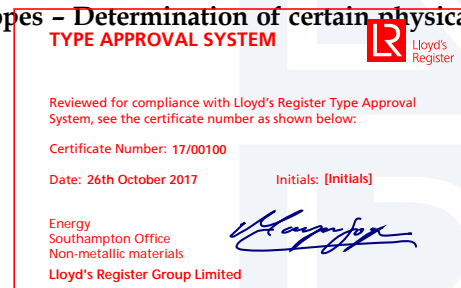 opes – Determination of certain physica
TYPE APPROVAL SYSTEM
Lloyd's
Register
Reviewed for compliance with Lloyd's Register Type Approval
System, see the certificate number as shown below:
Certificate Number: 17/00100
Date: 26th October 2017 Initials: [Initials]
Energy
Southampton Office
Non-metallic materials
Lloyd's Register Group Limited